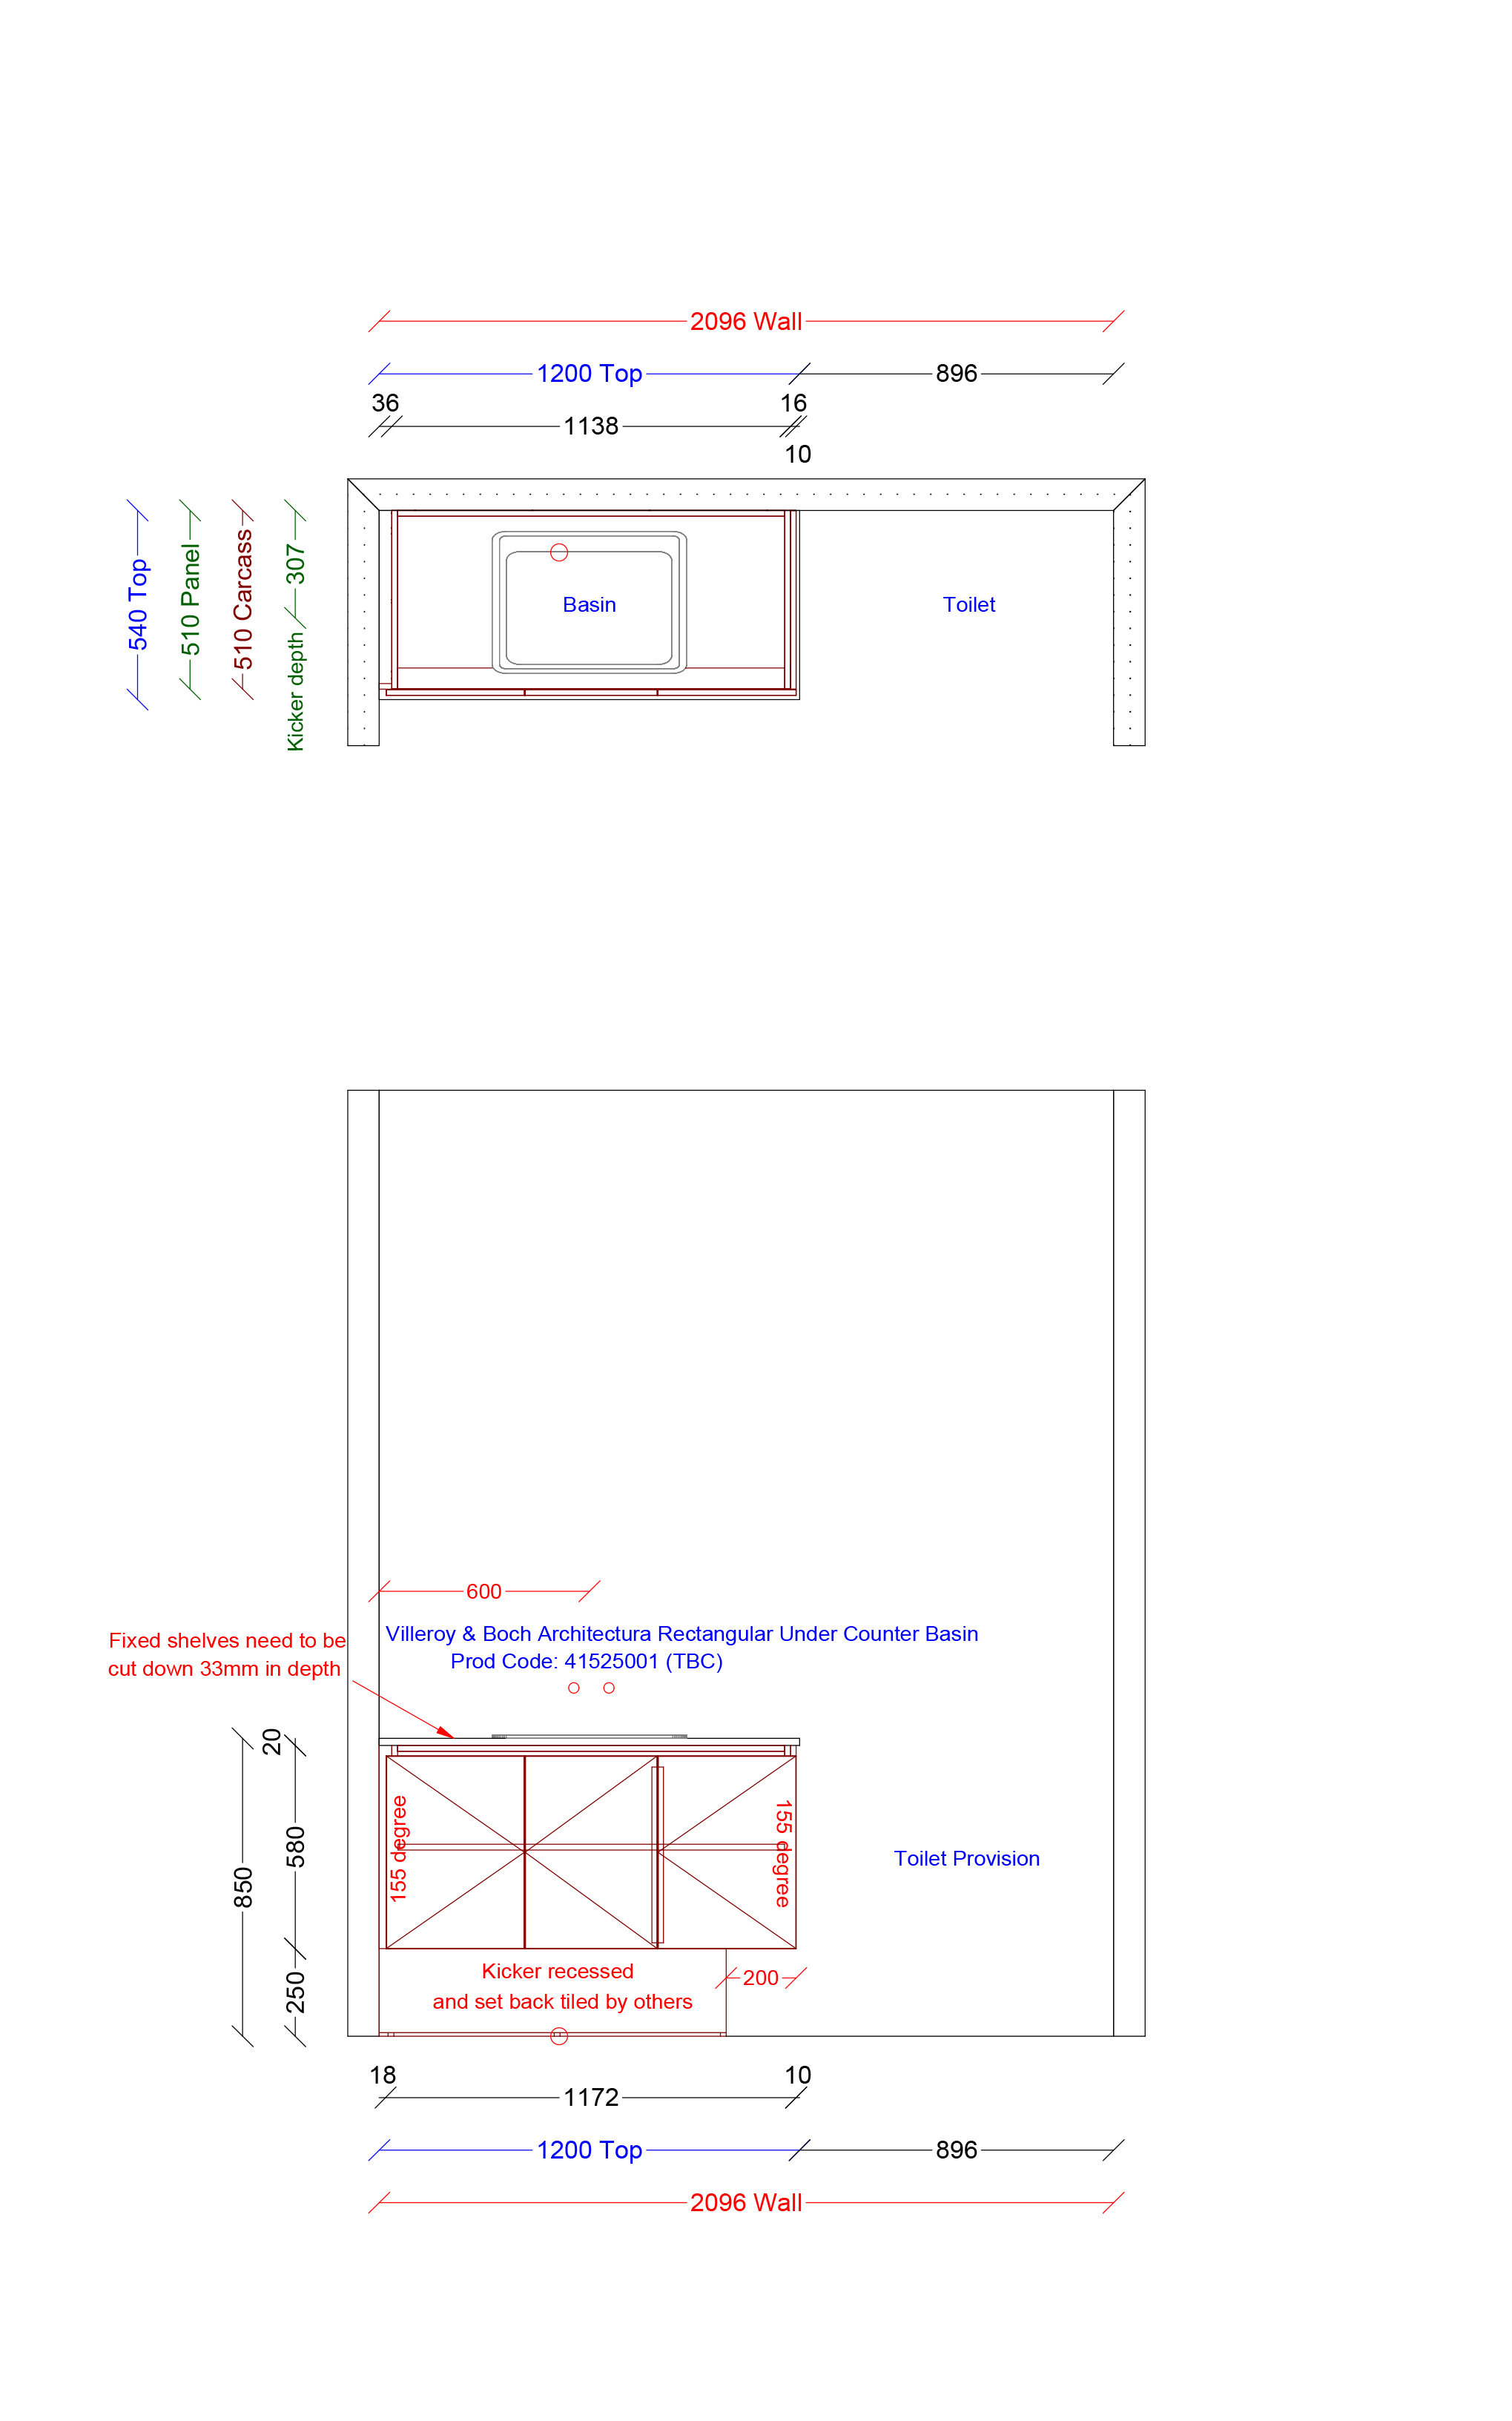 2096 Wall
1200 Top
896
36
16
1138
10
540 Top
510 Panel
510 Carcass
307
Kicker depth
Basin
Toilet
600
Fixed shelves need to be
cut down 33mm in depth
Villeroy & Boch Architectura Rectangular Under Counter Basin
Prod Code: 41525001 (TBC)
20
850
580
250
155 degree
155 degree
Toilet Provision
Kicker recessed
and set back tiled by others
200
18
10
1172
1200 Top
896
2096 Wall